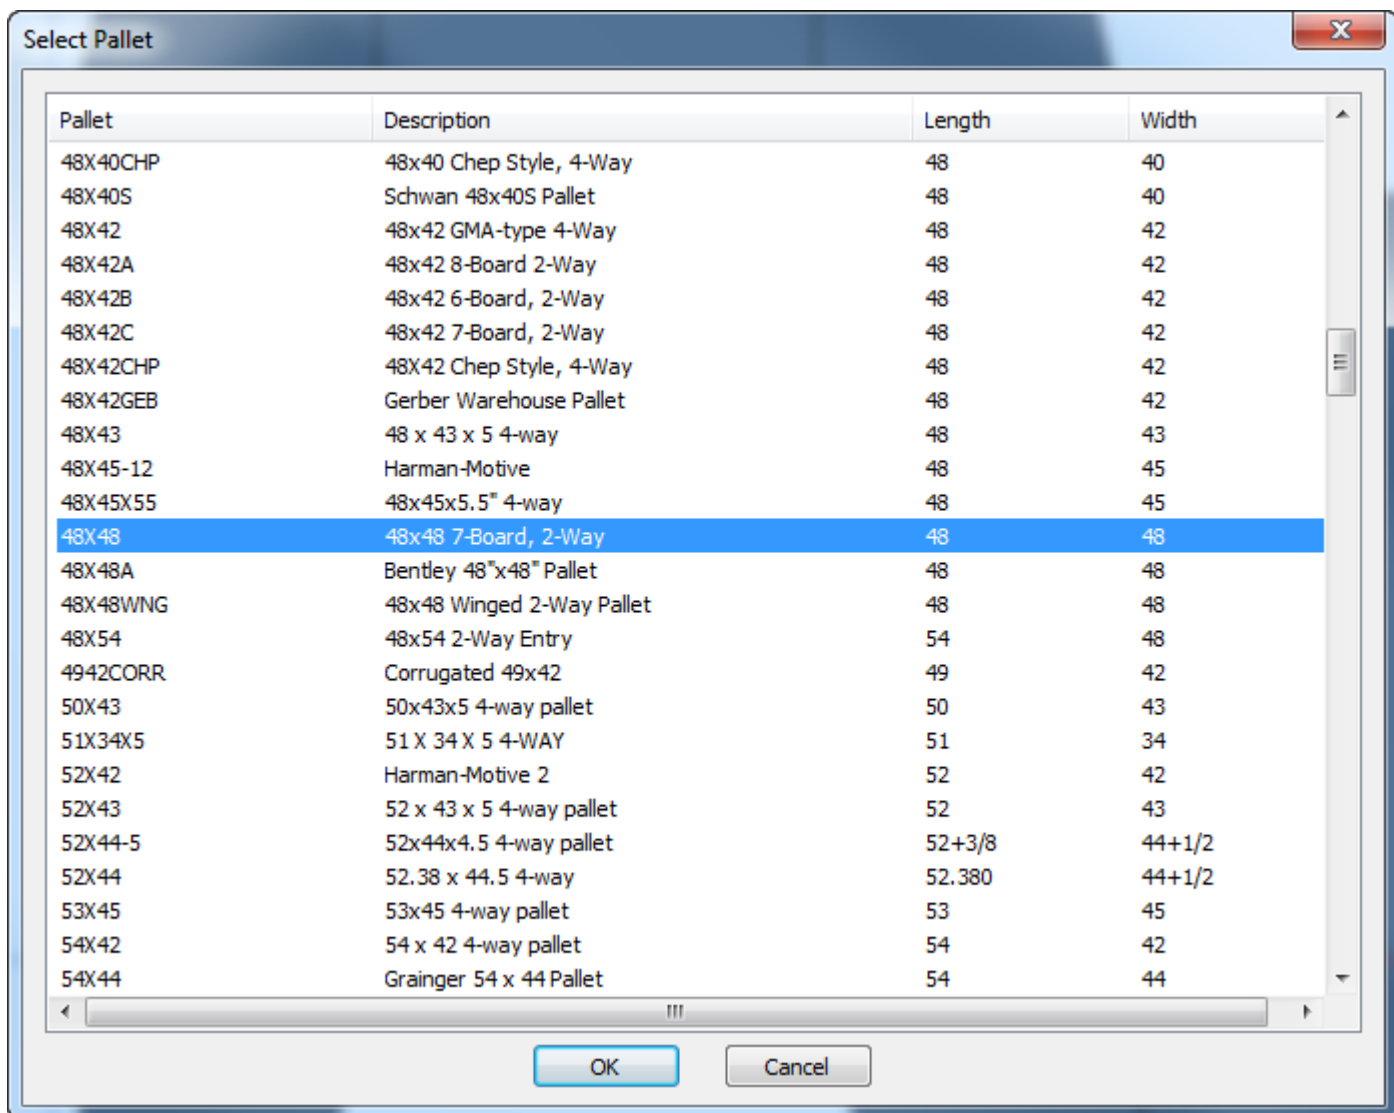 Select Pallet
Pallet Description Length Width
48X40CHP 48x40 Chep Style, 4-Way 48 40
48X40S Schwan 48x40S Pallet 48 40
48X42 48x42 GMA-type 4-Way 48 42
48X42A 48x42 8-Board 2-Way 48 42
48X42B 48x42 6-Board, 2-Way 48 42
48X42C 48x42 7-Board, 2-Way 48 42
48X42CHP 48X42 Chep Style, 4-Way 48 42
48X42GEB Gerber Warehouse Pallet 48 42
48X43 48 x 43 x 5 4-way 48 43
48X45-12 Harman-Motive 48 45
48X45X55 48x45x5.5" 4-way 48 45
48X48 48x48 7-Board, 2-Way 48 48
48X48A Bentley 48"x48" Pallet 48 48
48X48WNG 48x48 Winged 2-Way Pallet 48 48
48X54 48x54 2-Way Entry 54 48
4942CORR Corrugated 49x42 49 42
50X43 50x43x5 4-way pallet 50 43
51X34X5 51 X 34 X 5 4-WAY 51 34
52X42 Harman-Motive 2 52 42
52X43 52 x 43 x 5 4-way pallet 52 43
52X44-5 52x44x4.5 4-way pallet 52+3/8 44+1/2
52X44 52.38 x 44.5 4-way 52.380 44+1/2
53X45 53x45 4-way pallet 53 45
54X42 54 x 42 4-way pallet 54 42
54X44 Grainger 54 x 44 Pallet 54 44
OK Cancel